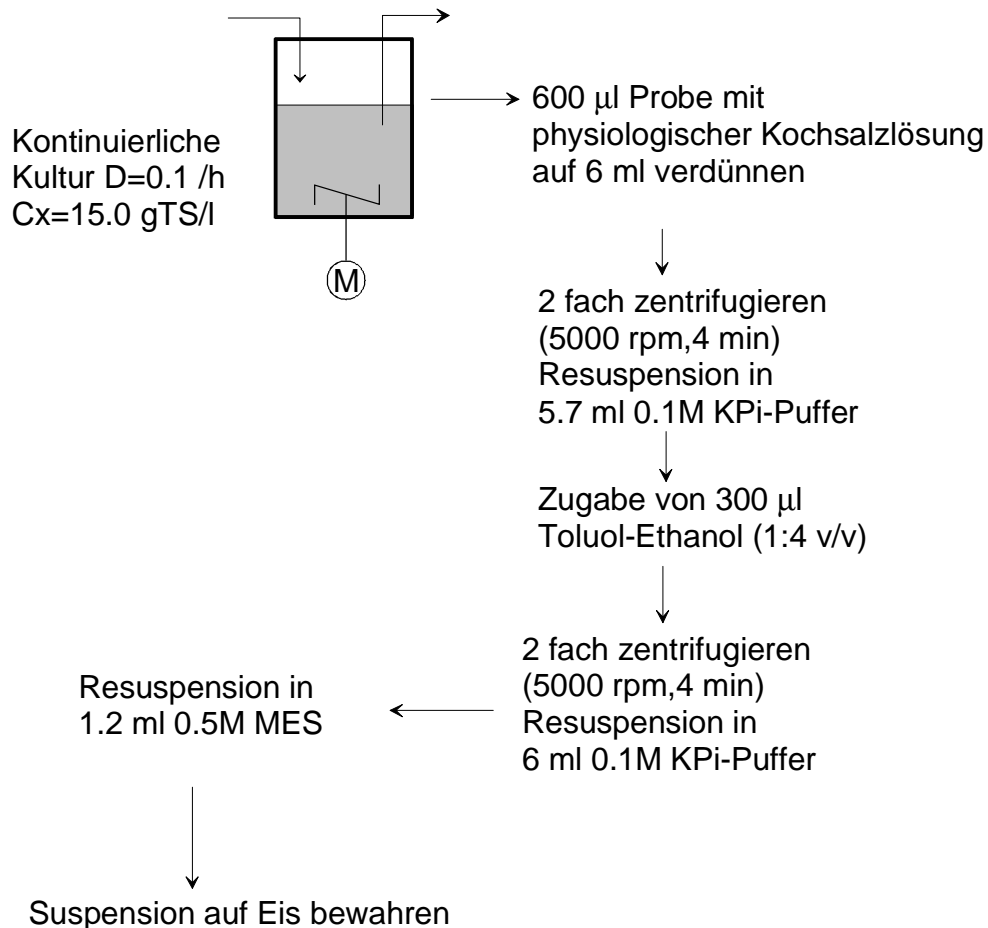 Kontinuierliche
Kultur D=0.1 /h
Cx=15.0 gTS/l
M
600 μl Probe mit
physiologischer Kochsalzlösung
auf 6 ml verdünnen
2 fach zentrifugieren
(5000 rpm,4 min)
Resuspension in
5.7 ml 0.1M KPi-Puffer
Zugabe von 300 μl
Toluol-Ethanol (1:4 v/v)
2 fach zentrifugieren
(5000 rpm,4 min)
Resuspension in
6 ml 0.1M KPi-Puffer
Resuspension in
1.2 ml 0.5M MES
Suspension auf Eis bewahren